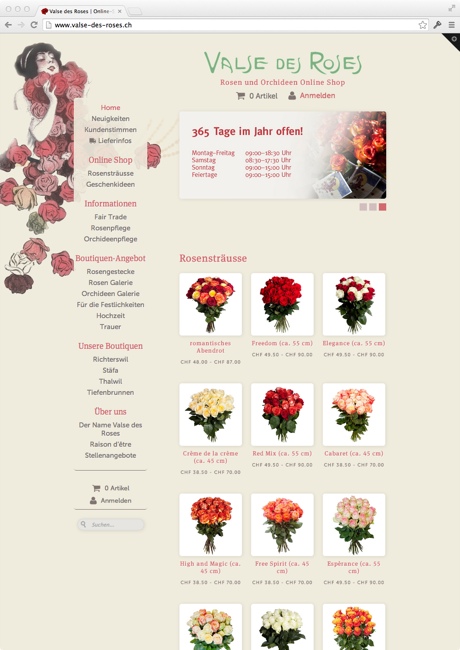 Valse des Roses | Online S
www.valse-des-roses.ch
VALSE DES ROSES
Rosen und Orchideen Online Shop
0 Artikel
Anmelden
Home
Neuigkeiten
Kundenstimmen
Lieferinfos
Online Shop
Rosensträusse
Geschenkideen
Informationen
Fair Trade
Rosenpflege
Orchideenpflege
Boutiquen-Angebot
Rosengestecke
Rosen Galerie
Orchideen Galerie
Für die Festlichkeiten
Hochzeit
Trauer
Unsere Boutiquen
Richterswil
Stäfa
Thalwil
Tiefenbrunnen
Über uns
Der Name Valse des
Roses
Raison d'être
Stellenangebote
0 Artikel
Anmelden
Suchen...
365 Tage im Jahr offen!
Montag-Freitag 09:00-18:30 Uhr
Samstag 08:30-17:30 Uhr
Sonntag 09:00-15:00 Uhr
Feiertage 09:00-15:00 Uhr
Rosensträusse
romantisches
Abendrot
CHF 48.00 - CHF 87.00
Freedom (ca. 55 cm)
CHF 49.50 - CHF 90.00
Elegance (ca. 55 cm)
CHF 49.50 - CHF 90.00
Crème de la crème
(ca. 45 cm)
CHF 38.50 - CHF 70.00
Red Mix (ca. 55 cm)
CHF 49.50 - CHF 90.00
Cabaret (ca. 45 cm)
CHF 38.50 - CHF 70.00
High and Magic (ca.
45 cm)
CHF 38.50 - CHF 70.00
Free Spirit (ca. 45
cm)
CHF 38.50 - CHF 70.00
Espérance (ca. 55
cm)
CHF 49.50 - CHF 90.00